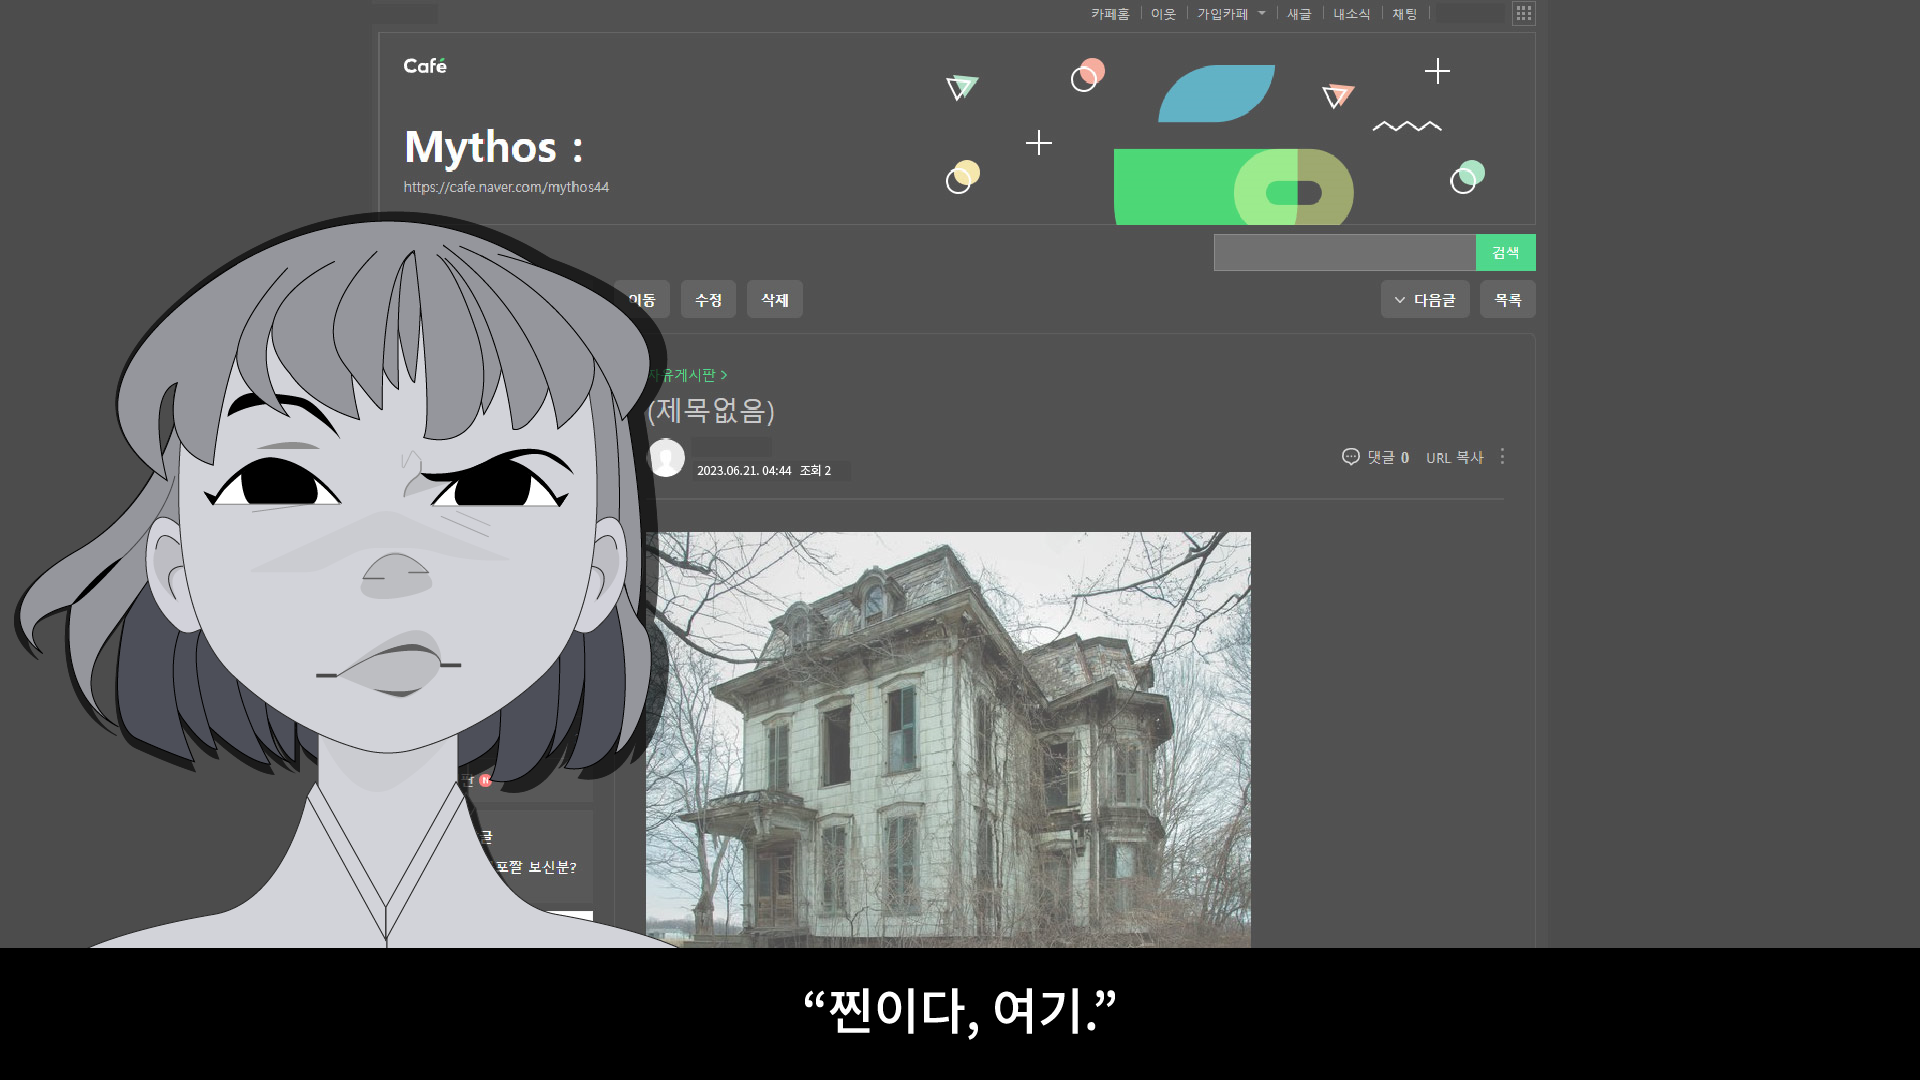 카페홈 이웃 가입카페 새글 내소식 채팅
Café
Mythos :
https://cafe.naver.com/mythos44
검색
이동 수정 삭제 다음글 목록
자유게시판 >
(제목없음)
2023.06.21. 04:44 조회 2
댓글 0 URL 복사
판 N
글
포짤 보신분?
“찐이다, 여기.”